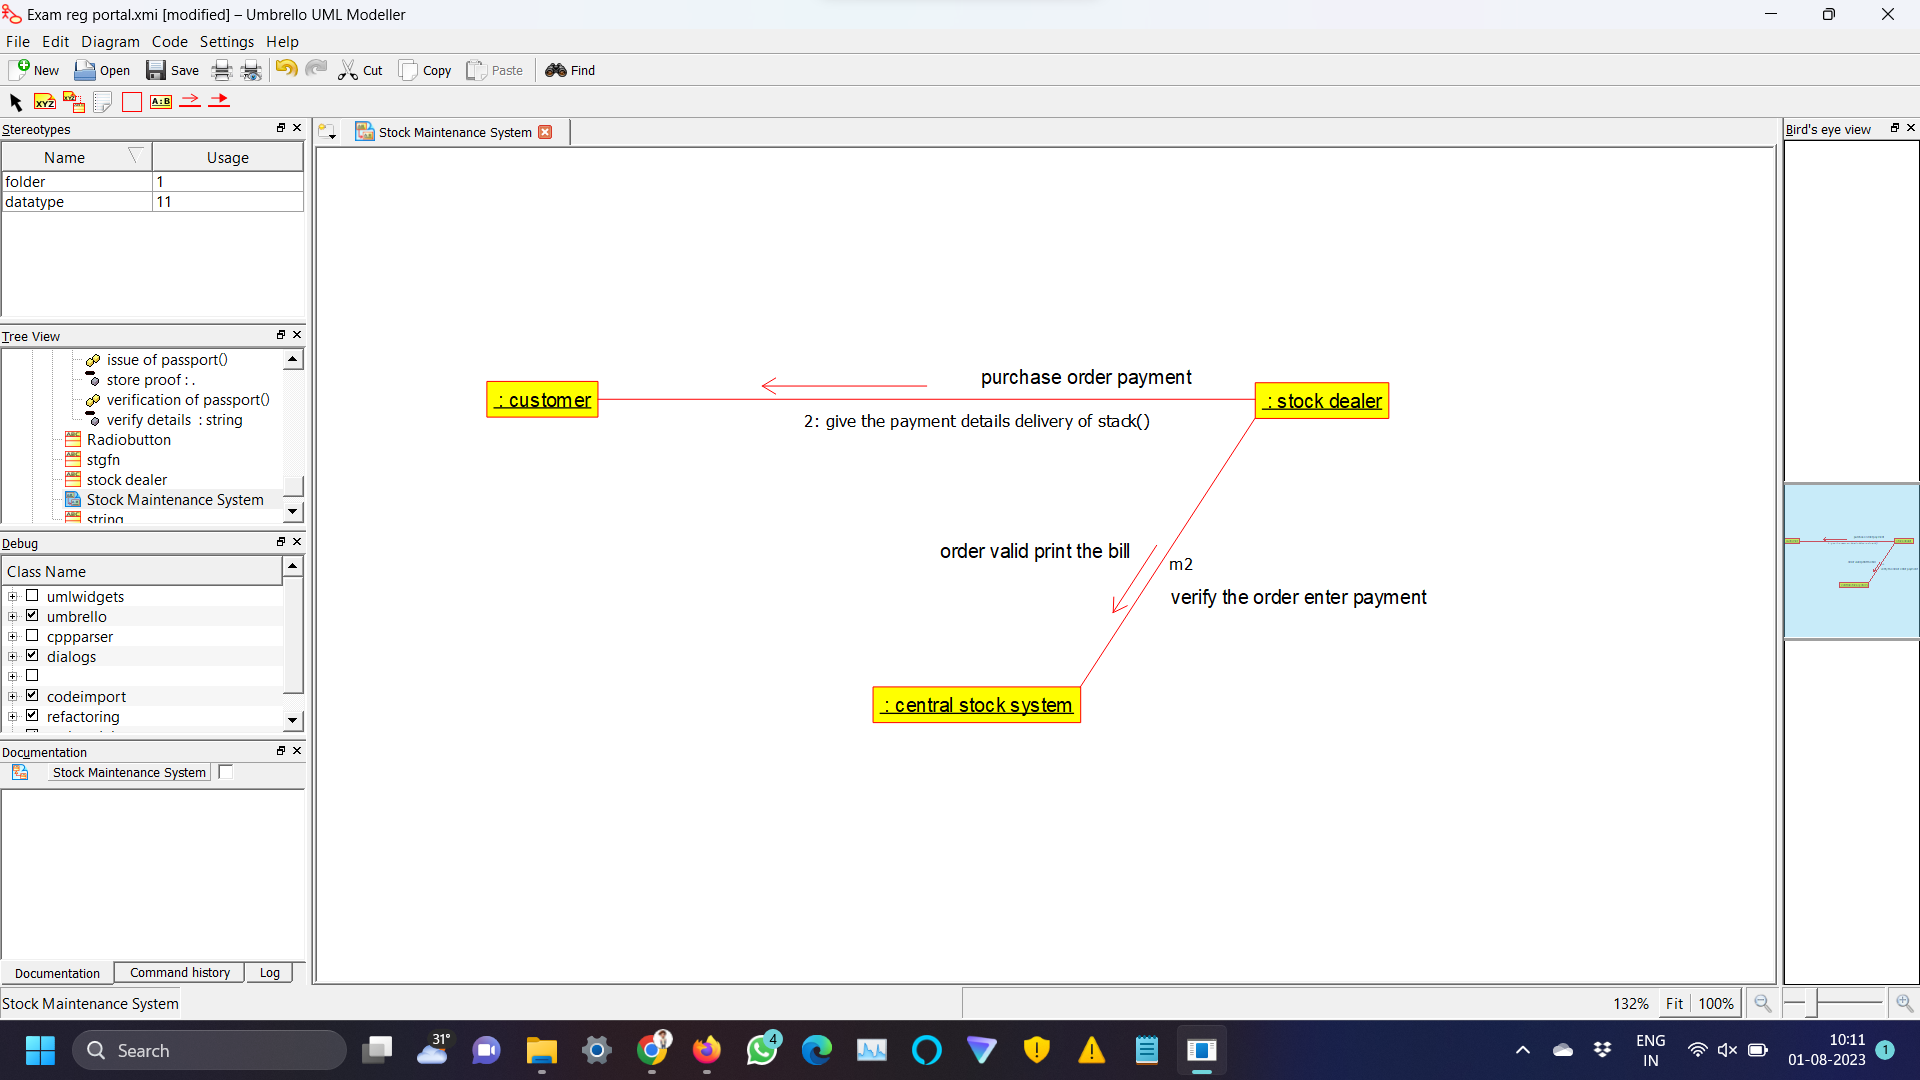 Exam reg portal.xmi [modified] – Umbrello UML Modeller
File Edit Diagram Code Settings Help
New Open Save Cut Copy Paste Find
XYZ XYZ A:B
Stereotypes
Name Usage
folder 1
datatype 11
Tree View
issue of passport()
store proof : .
verification of passport()
verify details : string
Radiobutton
stgfn
stock dealer
Stock Maintenance System
string
Debug
Class Name
umlwidgets
umbrello
cppparser
dialogs
codeimport
refactoring
Documentation
Stock Maintenance System
Documentation Command history Log
Stock Maintenance System
Stock Maintenance System
purchase order payment
: customer
: stock dealer
2: give the payment details delivery of stack()
order valid print the bill
m2
verify the order enter payment
: central stock system
Bird's eye view
132% Fit 100%
Search
31°
4
ENG
IN
10:11
01-08-2023
1